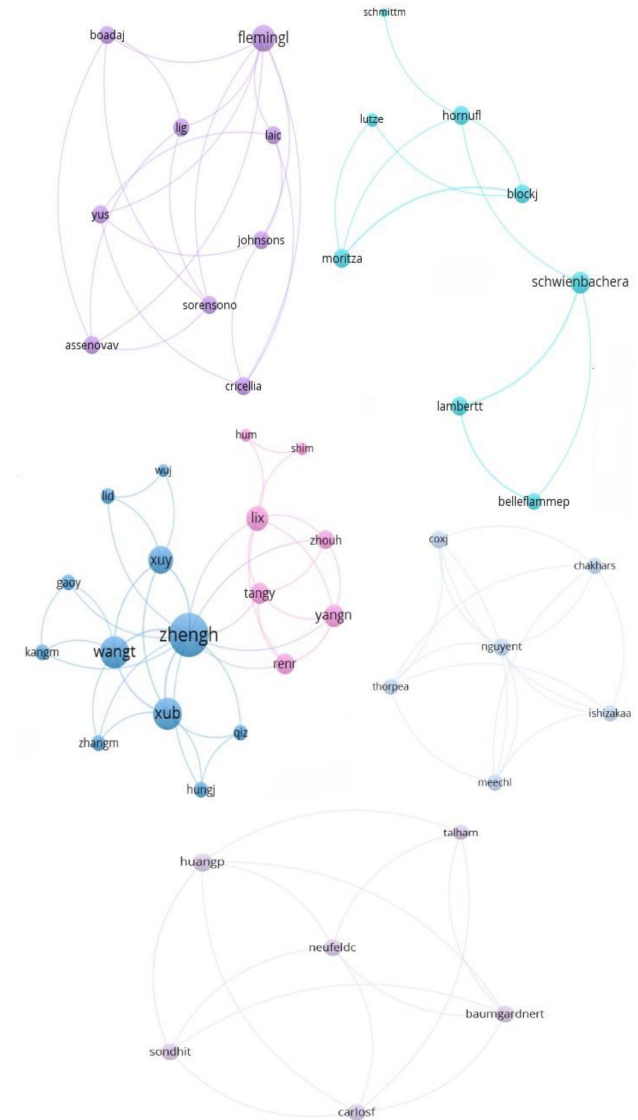 boadaj
flemingl
lig
laic
yus
johnsons
sorensono
assenovav
cricellia
schmittm
lutze
hornufl
blockj
moritza
schwienbachera
lambertt
belleflammep
hum
shim
wuj
lid
lix
zhouh
xuy
gaoy
tangy
yangn
zhengh
wangt
kangm
renr
xub
zhangm
qiz
hungj
coxj
chakhars
nguyent
thorpea
ishizakaa
meechl
talham
huangp
neufeldc
baumgardnert
sondhit
carlosf